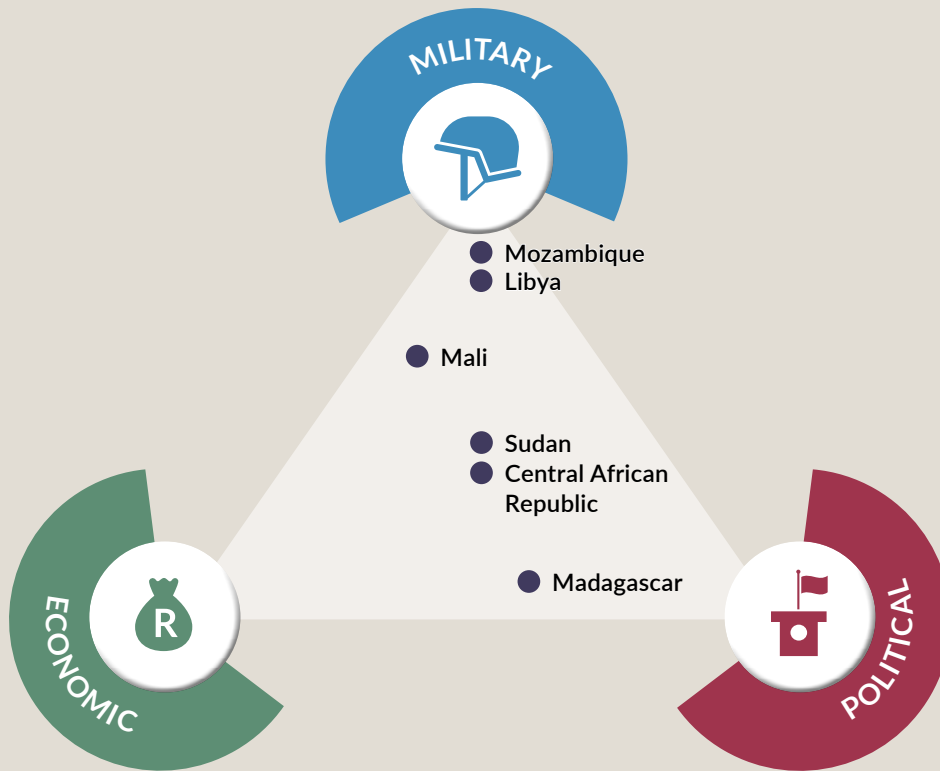 MILITARY
Mozambique
Libya
Mali
Sudan
Central African
Republic
Madagascar
ECONOMIC
R
POLITICAL